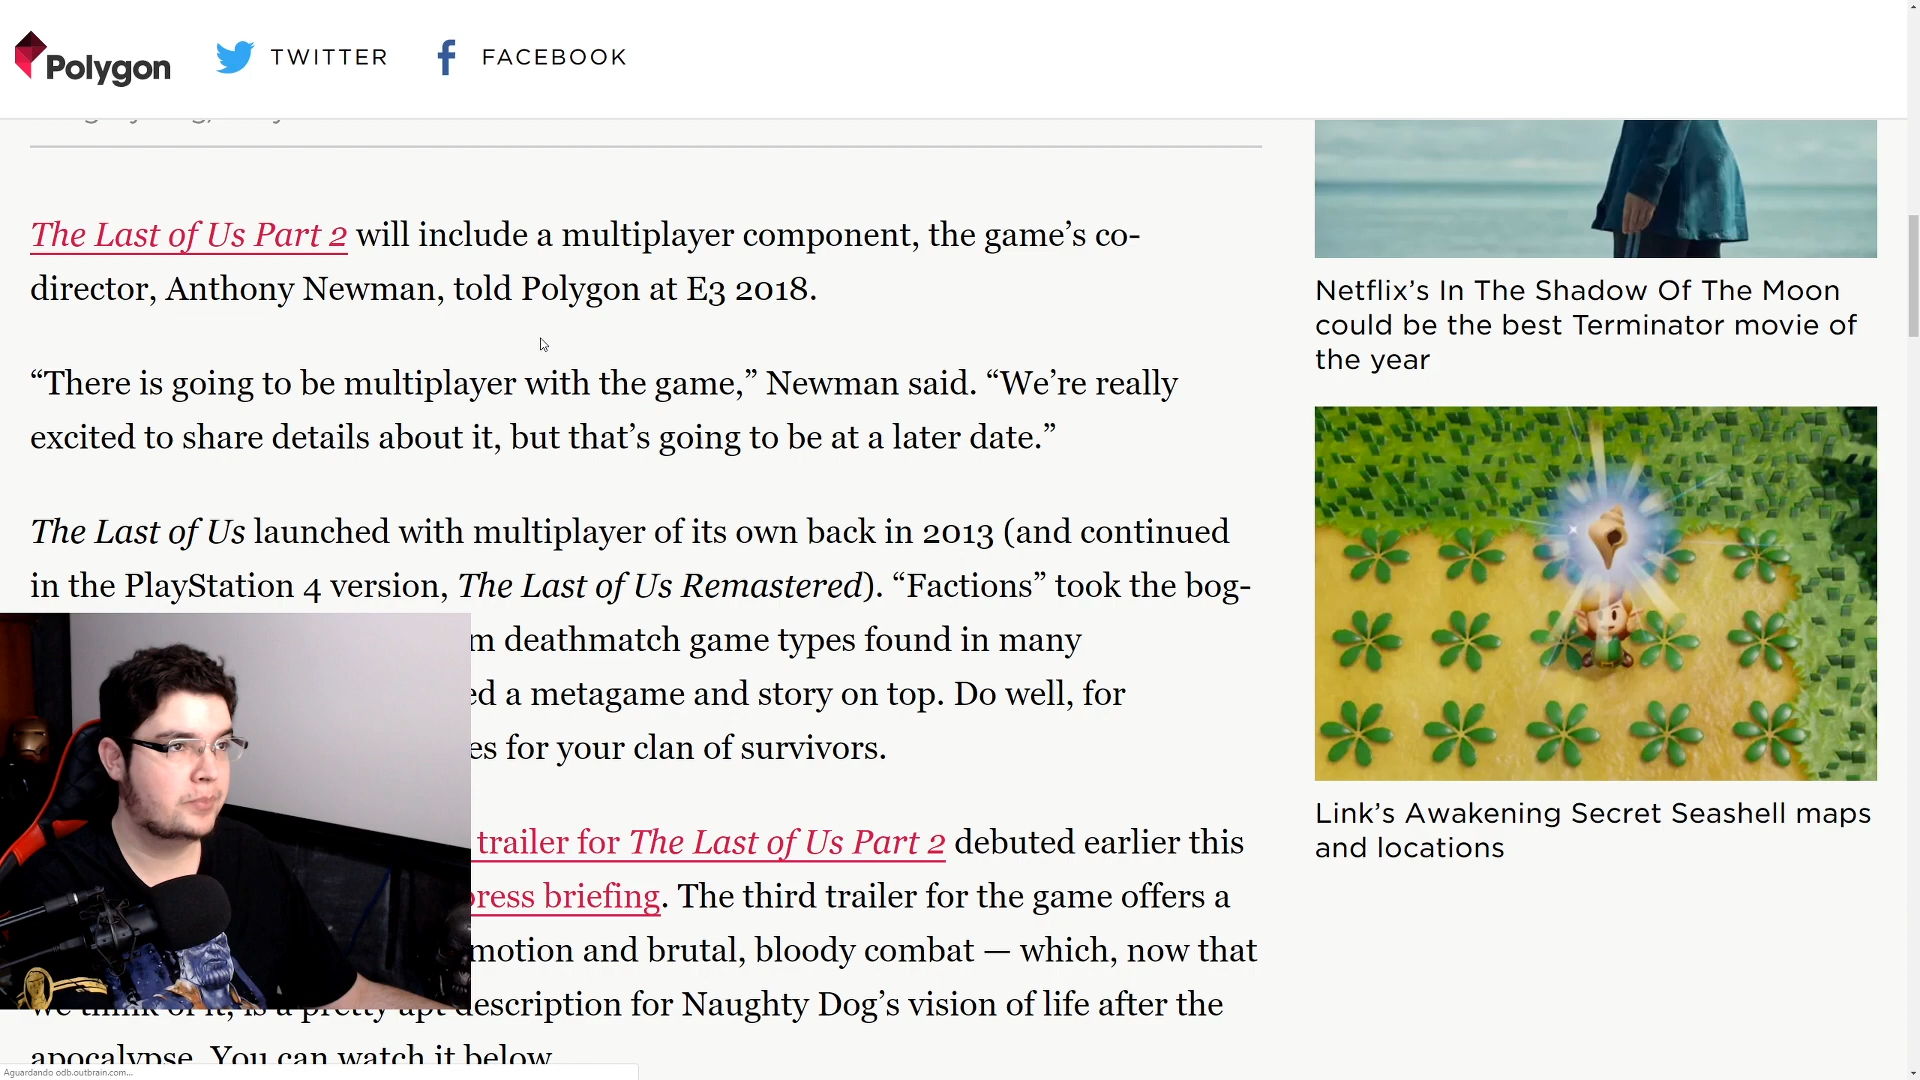 Polygon
TWITTER
FACEBOOK
The Last of Us Part 2 will include a multiplayer component, the game’s co-
director, Anthony Newman, told Polygon at E3 2018.
“There is going to be multiplayer with the game,” Newman said. “We’re really
excited to share details about it, but that’s going to be at a later date.”
The Last of Us launched with multiplayer of its own back in 2013 (and continued
in the PlayStation 4 version, The Last of Us Remastered). “Factions” took the bog-
deathmatch game types found in many
a metagame and story on top. Do well, for
for your clan of survivors.
trailer for The Last of Us Part 2 debuted earlier this
press briefing. The third trailer for the game offers a
and brutal, bloody combat — which, now that
we think of it, is a pretty apt description for Naughty Dog’s vision of life after the
apocalypse. You can watch it below
Netflix’s In The Shadow Of The Moon
could be the best Terminator movie of
the year
Link’s Awakening Secret Seashell maps
and locations
Aguardando odb.outbrain.com...